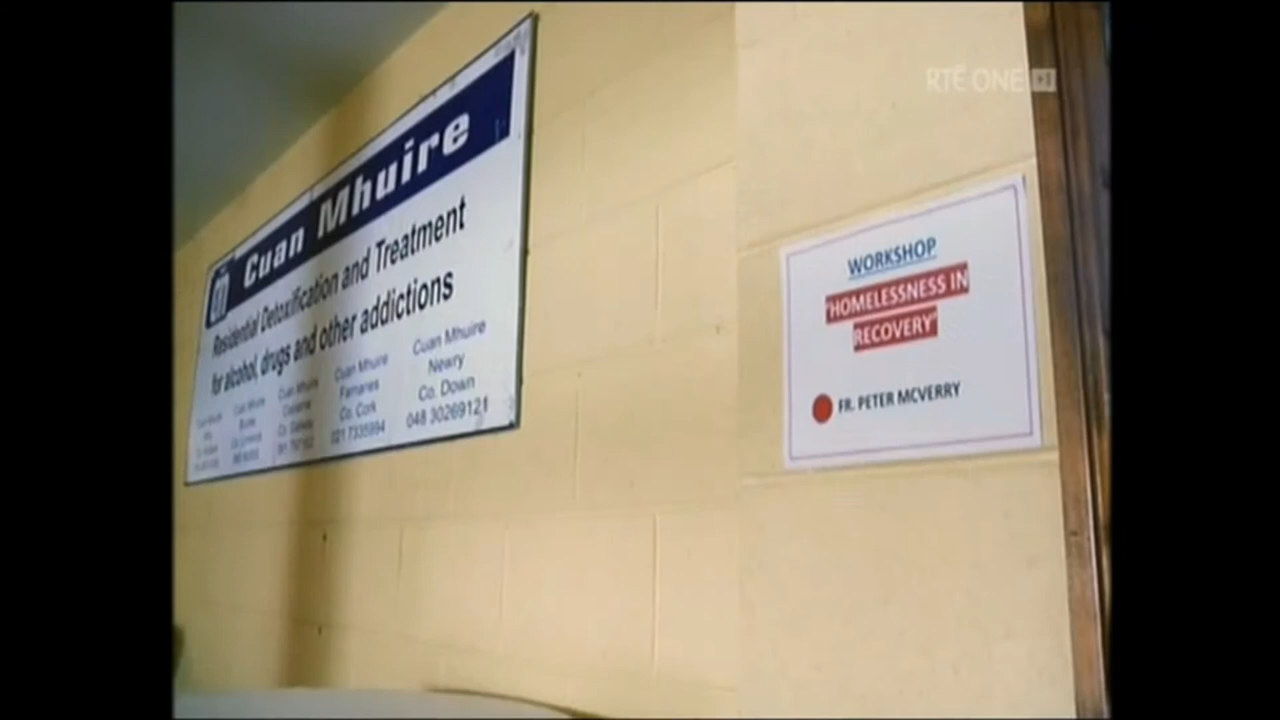 RTÉ ONE +1
Cuan Mhuire
Residential Detoxification and Treatment
for alcohol, drugs and other addictions
Cuan Mhuire
Farnanes
Co. Cork
021 7335994
Cuan Mhuire
Newry
Co. Down
048 30269121
WORKSHOP
'HOMELESSNESS IN
RECOVERY'
FR. PETER MCVERRY